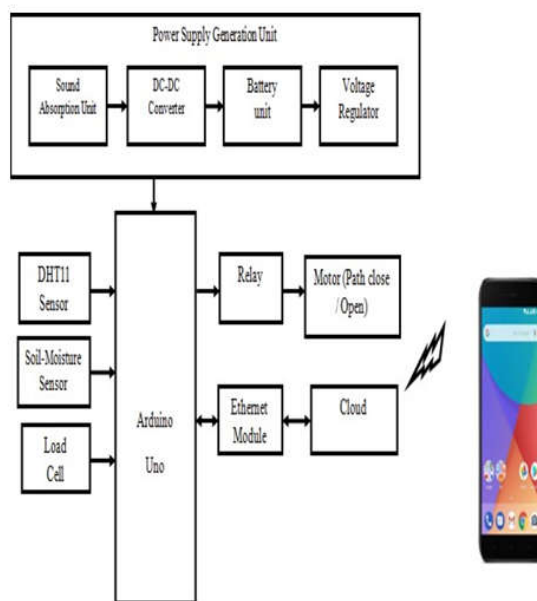 Power Supply Generation Unit
Sound
Absorption Unit
DC-DC
Converter
Battery
unit
Voltage
Regulator
DHT11
Sensor
Soil-Moisture
Sensor
Load
Cell
Arduino
Uno
Relay
Motor (Path close
/ Open)
Ethernet
Module
Cloud